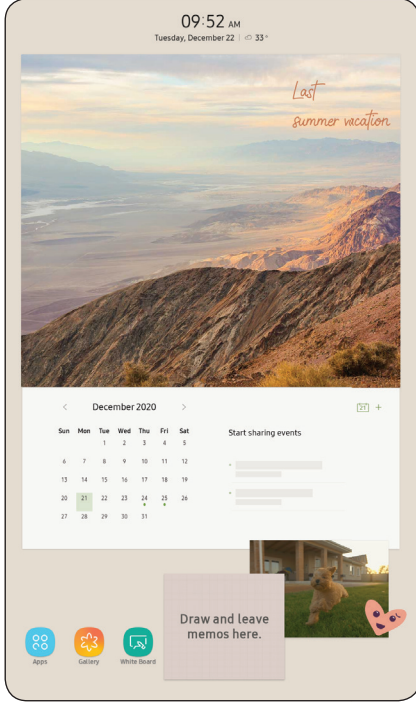 09:52 AM
Tuesday, December 22 33°
Last
summer vacation
December 2020
Sun Mon Tue Wed Thu Fri Sat
1 2 3 4 5
6 7 8 9 10 11 12
13 14 15 16 17 18 19
20 21 22 23 24 25 26
27 28 29 30 31
21 +
Start sharing events
Draw and leave
memos here.
Apps Gallery White Board